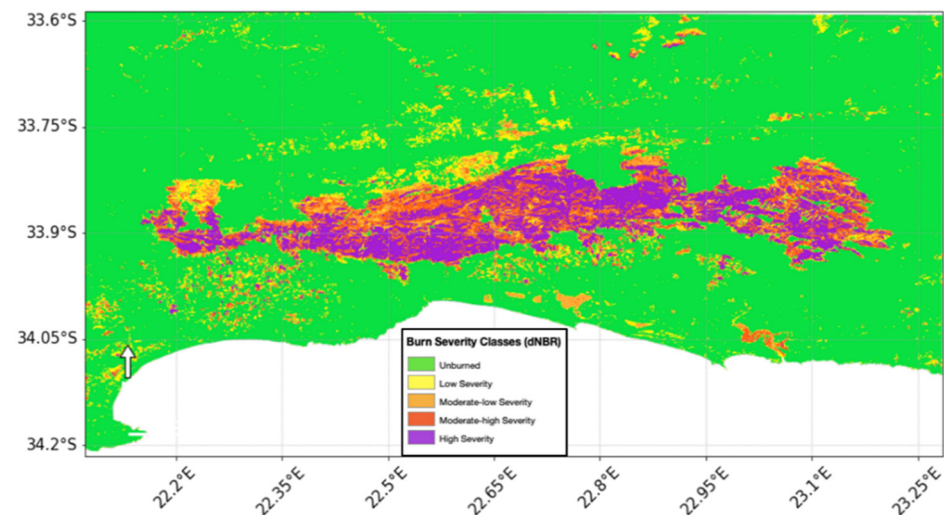 33.6°S
33.75°S
33.9°S
34.05°S
34.2°S
Burn Severity Classes (dNBR)
Unburned
Low Severity
Moderate-low Severity
Moderate-high Severity
High Severity
22.2°E
22.35°E
22.5°E
22.65°E
22.8°E
22.95°E
23.1°E
23.25°E